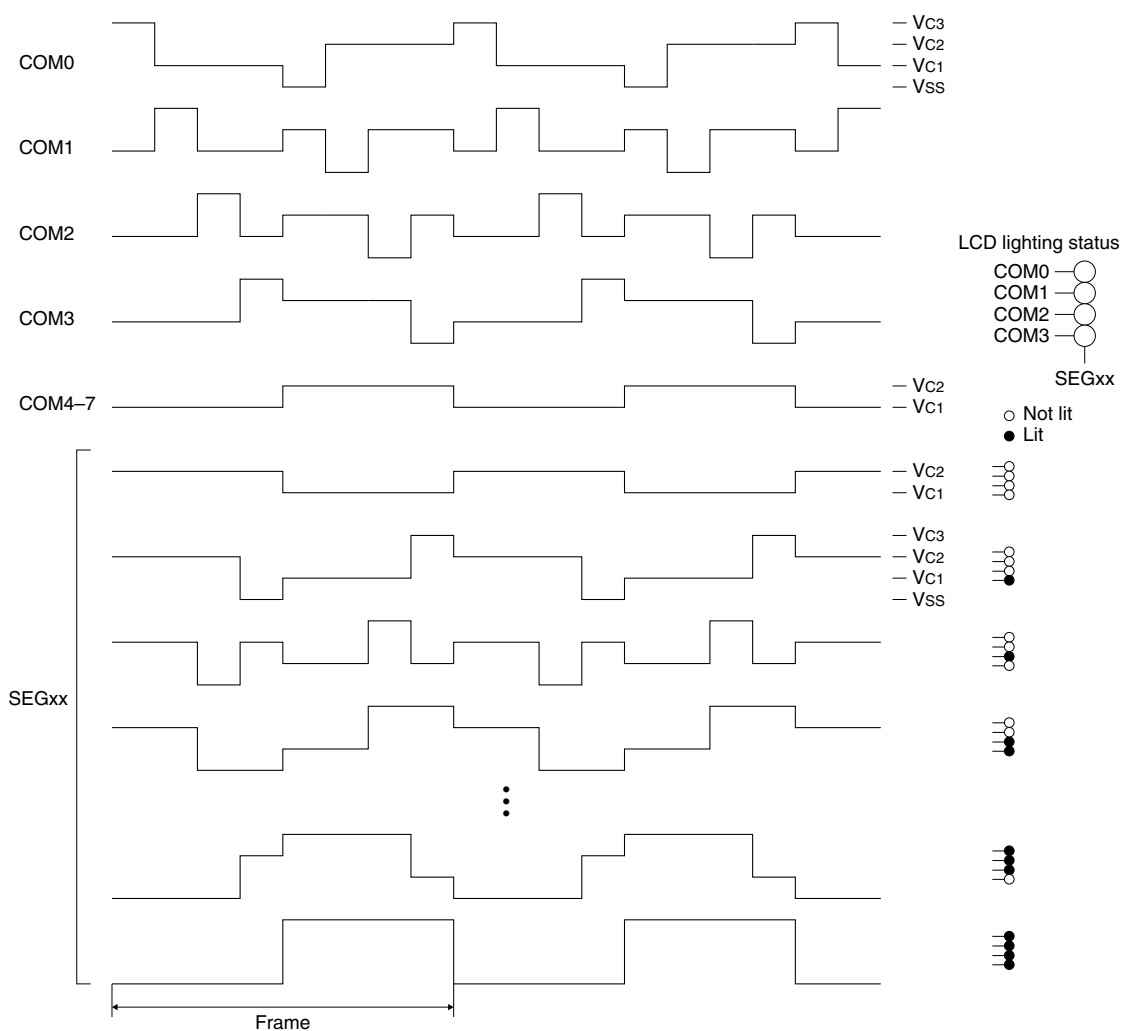 COM0
VC3
VC2
VC1
VSS
COM1
COM2
COM3
COM4–7
VC2
VC1
LCD lighting status
COM0
COM1
COM2
COM3
SEGxx
Not lit
Lit
SEGxx
VC2
VC1
VC3
VC2
VC1
VSS
Frame